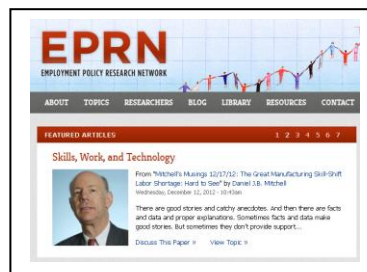 EPRN
EMPLOYMENT POLICY RESEARCH NETWORK
ABOUT TOPICS RESEARCHERS BLOG LIBRARY RESOURCES CONTACT
FEATURED ARTICLES 1 2 3 4 5 6 7
Skills, Work, and Technology
From "Mitchell's Musings 12/17/12: The Great Manufacturing Skill-Shift
Labor Shortage: Hard to See" by Daniel J.B. Mitchell
Wednesday, December 12, 2012 - 10:43am
There are good stories and catchy anecdotes. And then there are facts
and data and proper explanations. Sometimes facts and data make
good stories. But sometimes they don't provide support...
Discuss This Paper » View Topic »